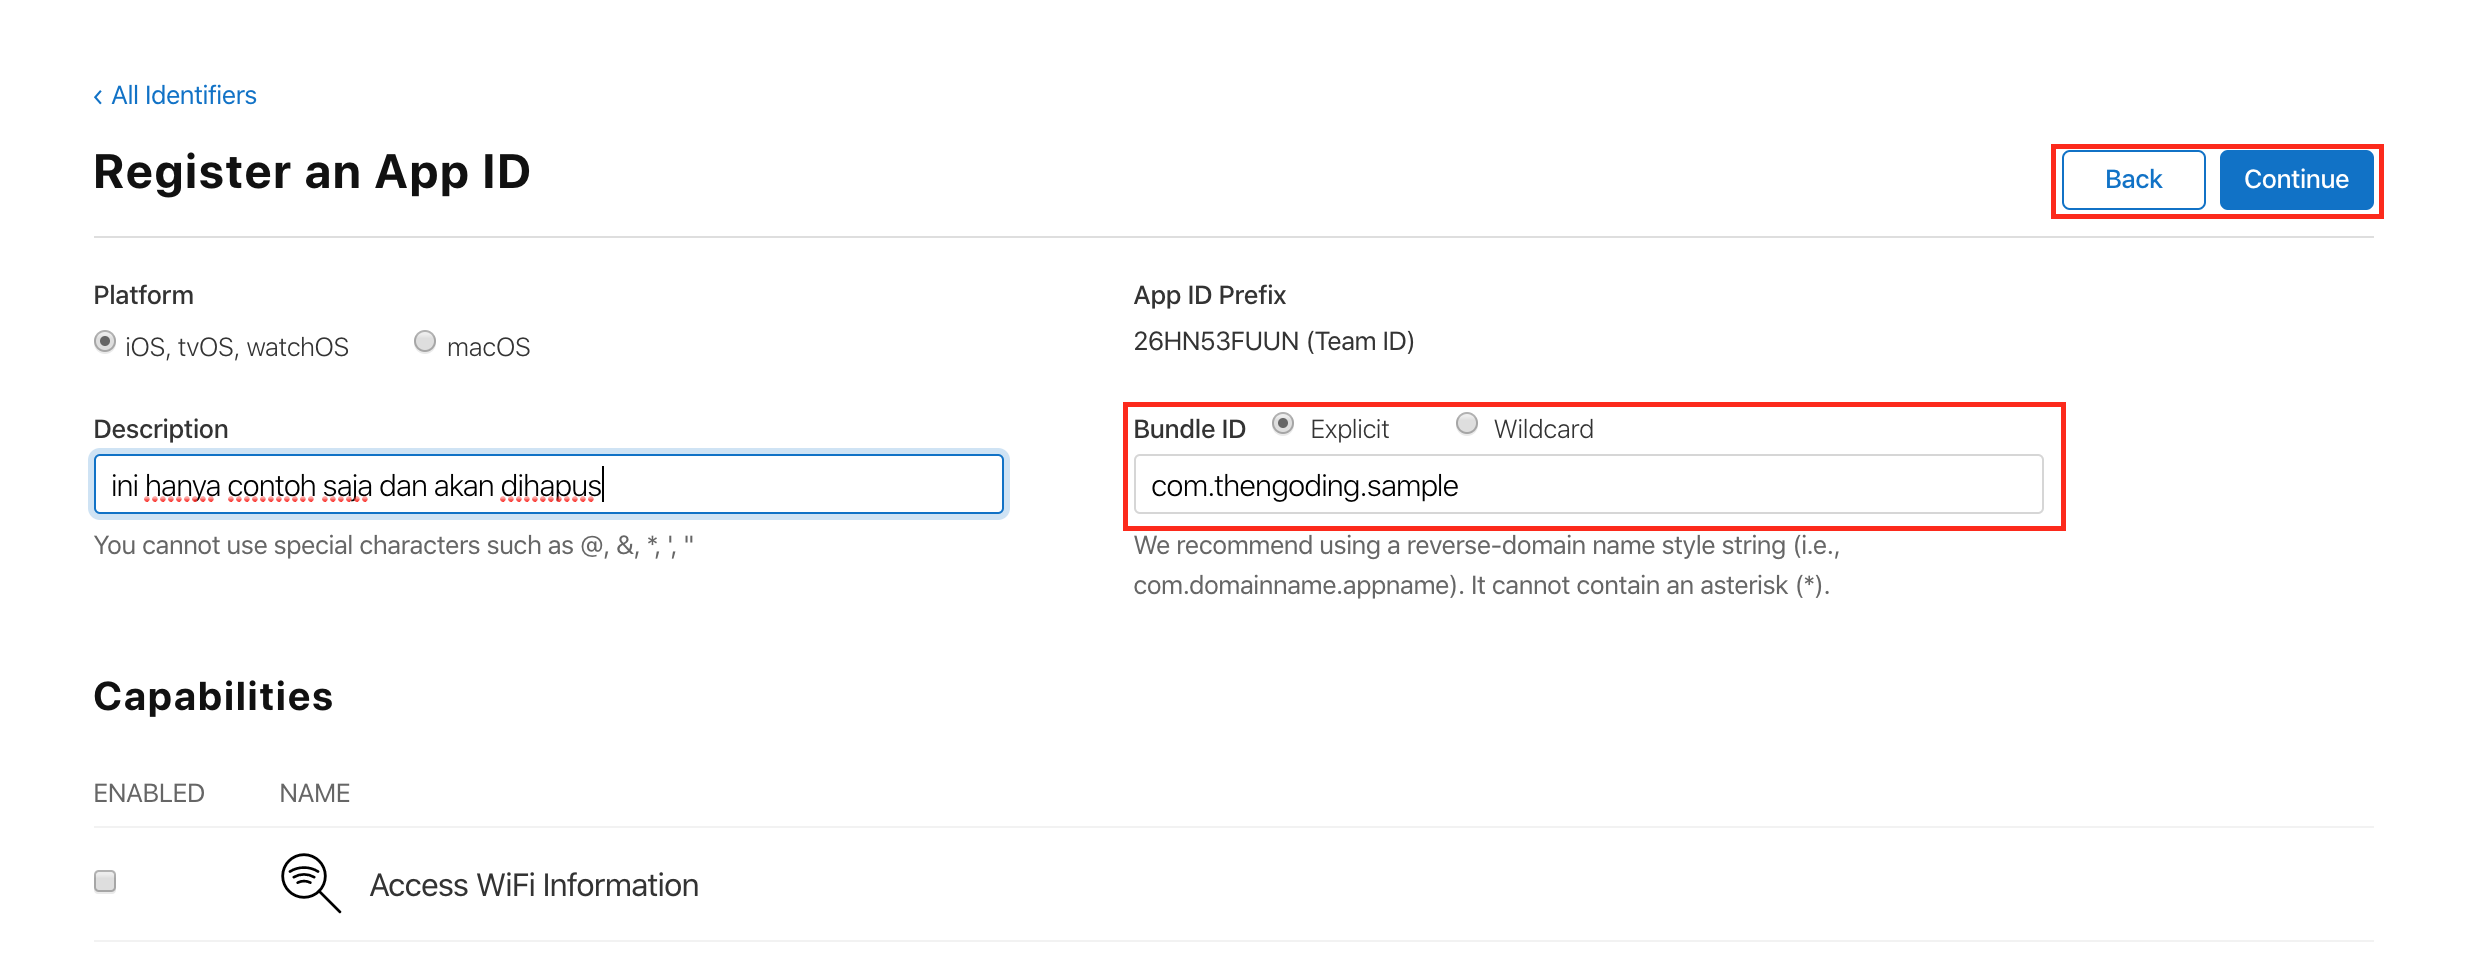 ‹ All Identifiers
Register an App ID
Back
Continue
Platform
iOS, tvOS, watchOS
macOS
App ID Prefix
26HN53FUUN (Team ID)
Description
ini hanya contoh saja dan akan dihapus
You cannot use special characters such as @, &, *, ', "
Bundle ID
Explicit
Wildcard
com.thengoding.sample
We recommend using a reverse-domain name style string (i.e.,
com.domainname.appname). It cannot contain an asterisk (*).
Capabilities
ENABLED
NAME
Access WiFi Information